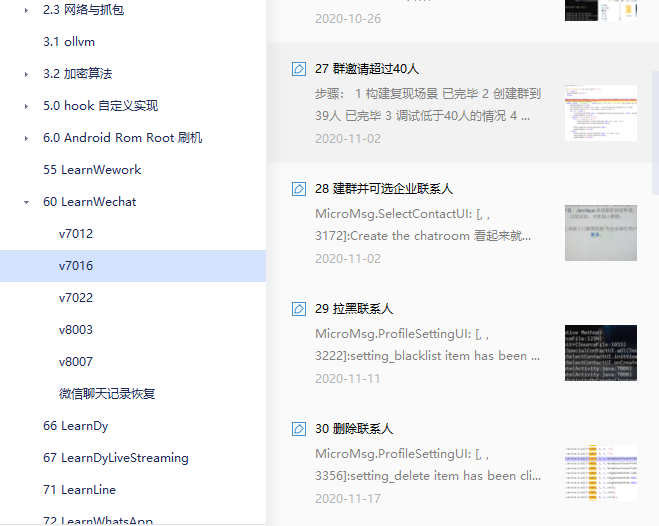 2.3 网络与抓包
3.1 ollvm
3.2 加密算法
5.0 hook 自定义实现
6.0 Android Rom Root 刷机
55 LearnWework
60 LearnWechat
v7012
v7016
v7022
v8003
v8007
微信聊天记录恢复
66 LearnDy
67 LearnDyLiveStreaming
71 LearnLine
72 LearnWhatsApp
2020-10-26
27 群邀请超过40人
步骤： 1 构建复现场景 已完毕 2 创建群到
39人 已完毕 3 调试低于40人的情况 4 ...
2020-11-02
28 建群并可选企业联系人
MicroMsg.SelectContactUI: [, ,
3172]:Create the chatroom 看起来就...
2020-11-02
29 拉黑联系人
MicroMsg.ProfileSettingUI: [, ,
3222]:setting_blacklist item has been ...
2020-11-11
30 删除联系人
MicroMsg.ProfileSettingUI: [, ,
3356]:setting_delete item has been cli...
2020-11-17